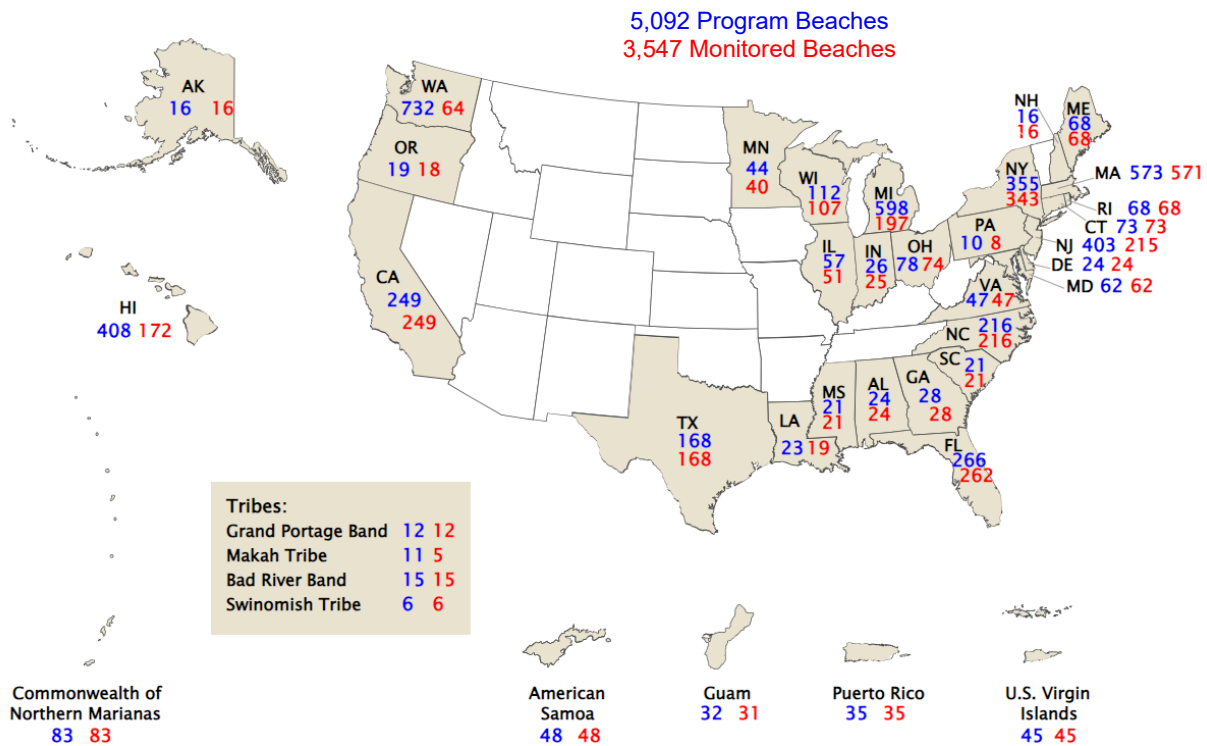 5,092 Program Beaches
3,547 Monitored Beaches
AK
16 16
WA
732 64
OR
19 18
CA
249
249
HI
408 172
MN
44
40
WI
112
107
MI
598
197
IL
57
51
IN
26
25
OH
78 74
NH
16
16
ME
68
68
NY
355
343
MA 573 571
RI 68 68
CT 73 73
NJ 403 215
DE 24 24
MD 62 62
PA
10 8
VA
47 47
NC 216
216
SC 21
21
GA
28
28
AL
24
24
MS
21
21
LA
23 19
FL
266
262
TX
168
168
Tribes:
Grand Portage Band 12 12
Makah Tribe 11 5
Bad River Band 15 15
Swinomish Tribe 6 6
Commonwealth of
Northern Marianas
83 83
American
Samoa
48 48
Guam
32 31
Puerto Rico
35 35
U.S. Virgin
Islands
45 45